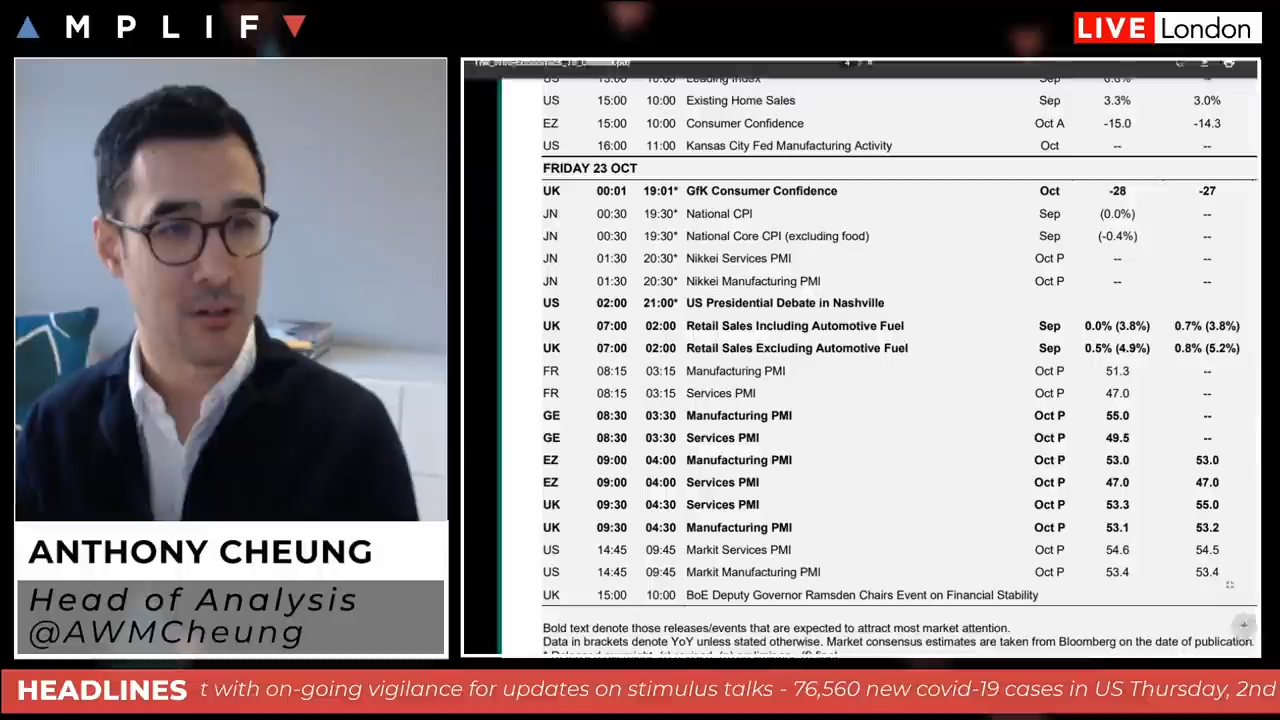 AMPLIFY
LIVE London
US 15:00 10:00 Leading Index Sep 0.6% --
US 15:00 10:00 Existing Home Sales Sep 3.3% 3.0%
EZ 15:00 10:00 Consumer Confidence Oct A -15.0 -14.3
US 16:00 11:00 Kansas City Fed Manufacturing Activity Oct -- --
FRIDAY 23 OCT
UK 00:01 19:01* GfK Consumer Confidence Oct -28 -27
JN 00:30 19:30* National CPI Sep (0.0%) --
JN 00:30 19:30* National Core CPI (excluding food) Sep (-0.4%) --
JN 01:30 20:30* Nikkei Services PMI Oct P -- --
JN 01:30 20:30* Nikkei Manufacturing PMI Oct P -- --
US 02:00 21:00* US Presidential Debate in Nashville
UK 07:00 02:00 Retail Sales Including Automotive Fuel Sep 0.0% (3.8%) 0.7% (3.8%)
UK 07:00 02:00 Retail Sales Excluding Automotive Fuel Sep 0.5% (4.9%) 0.8% (5.2%)
FR 08:15 03:15 Manufacturing PMI Oct P 51.3 --
FR 08:15 03:15 Services PMI Oct P 47.0 --
GE 08:30 03:30 Manufacturing PMI Oct P 55.0 --
GE 08:30 03:30 Services PMI Oct P 49.5 --
EZ 09:00 04:00 Manufacturing PMI Oct P 53.0 53.0
EZ 09:00 04:00 Services PMI Oct P 47.0 47.0
UK 09:30 04:30 Services PMI Oct P 53.3 55.0
UK 09:30 04:30 Manufacturing PMI Oct P 53.1 53.2
US 14:45 09:45 Markit Services PMI Oct P 54.6 54.5
US 14:45 09:45 Markit Manufacturing PMI Oct P 53.4 53.4
UK 15:00 10:00 BoE Deputy Governor Ramsden Chairs Event on Financial Stability
Bold text denote those releases/events that are expected to attract most market attention.
Data in brackets denote YoY unless stated otherwise. Market consensus estimates are taken from Bloomberg on the date of publication.
ANTHONY CHEUNG
Head of Analysis
@AWMCheung
HEADLINES t with on-going vigilance for updates on stimulus talks - 76,560 new covid-19 cases in US Thursday, 2nd